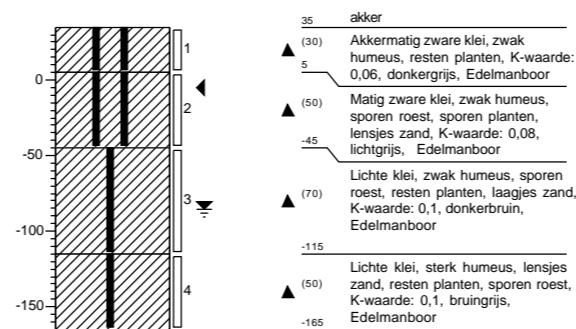 35 akker
1
(30) Akkermatig zware klei, zwak
humeus, resten planten, K-waarde:
0,06, donkergrijs, Edelmanboor
5
0
2
(50) Matig zware klei, zwak humeus,
sporen roest, sporen planten,
lensjes zand, K-waarde: 0,08,
lichtgrijs, Edelmanboor
-45
-50
3
(70) Lichte klei, zwak humeus, sporen
roest, resten planten, laagjes zand,
K-waarde: 0,1, donkerbruin,
Edelmanboor
-100
-115
4
(50) Lichte klei, sterk humeus, lensjes
zand, resten planten, sporen roest,
K-waarde: 0,1, bruingrijs,
Edelmanboor
-150
-165